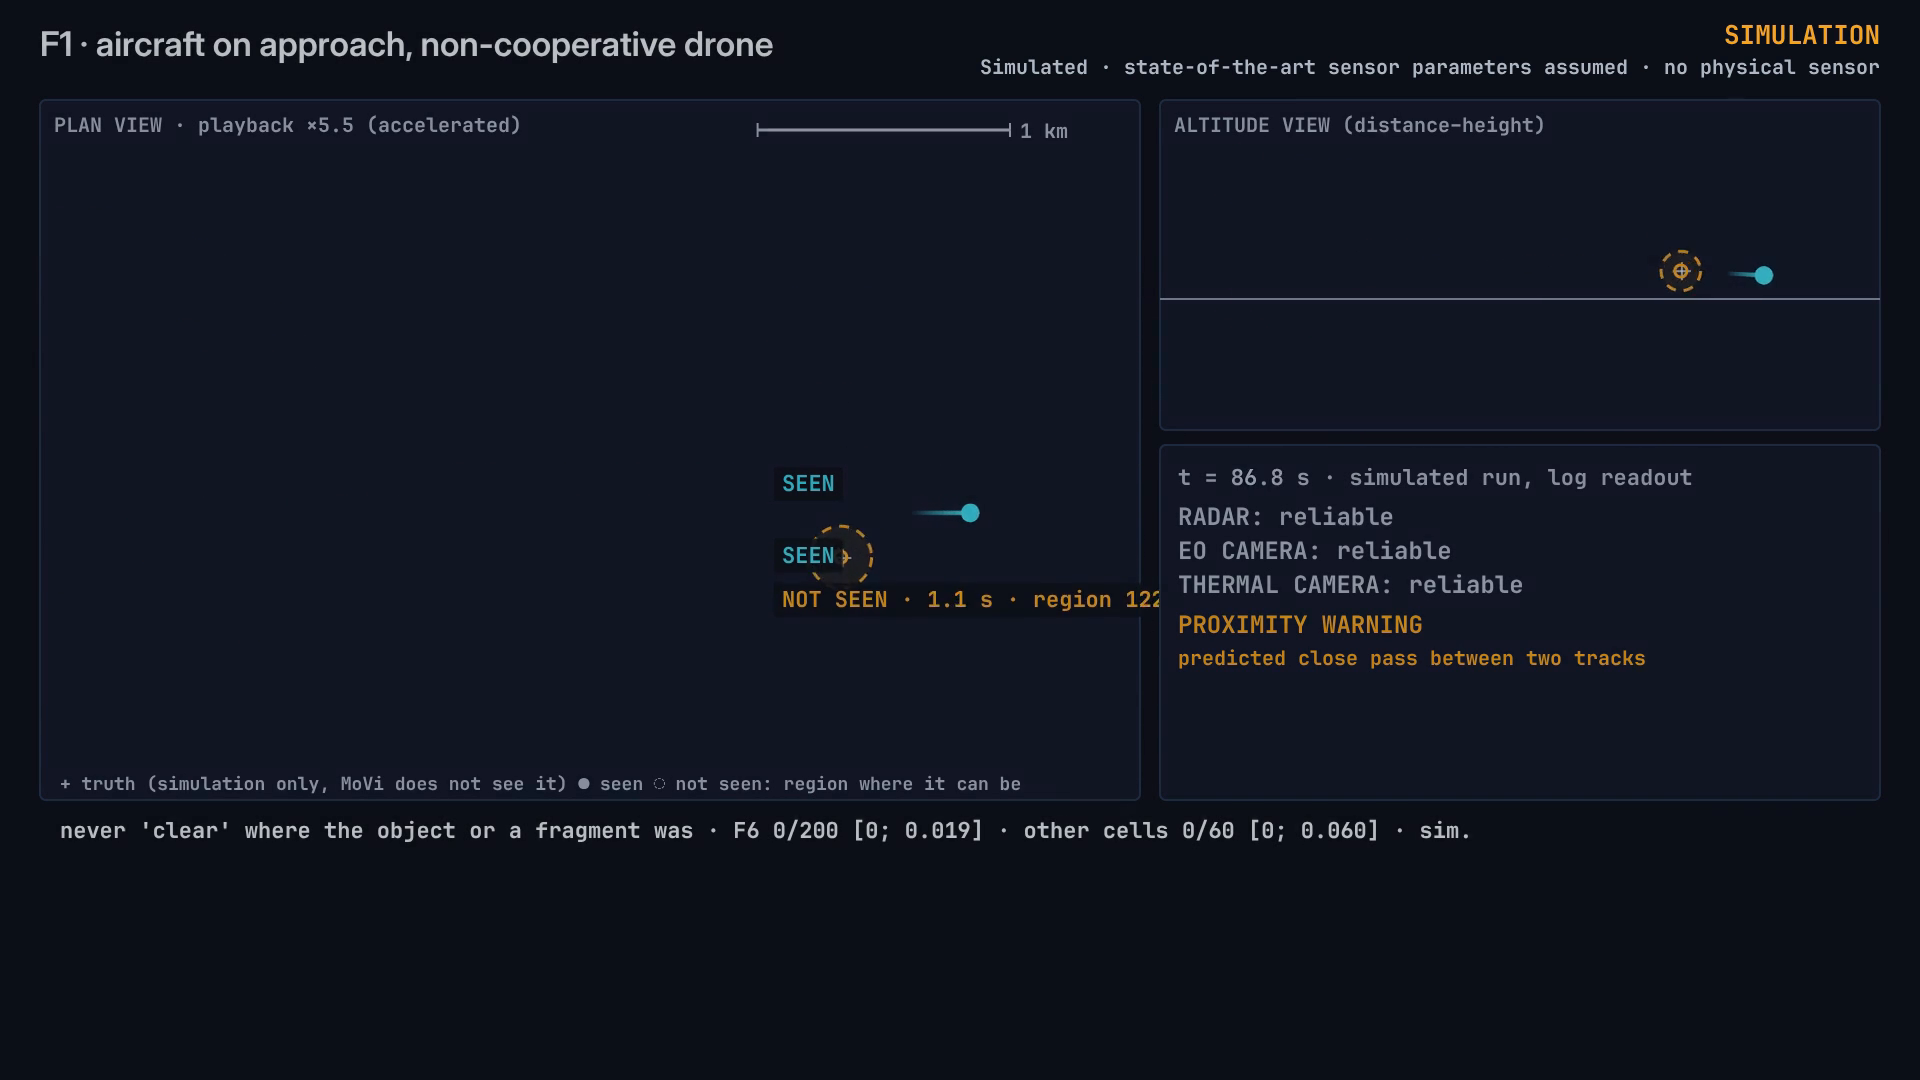 F1 · aircraft on approach, non-cooperative drone
SIMULATION
Simulated · state-of-the-art sensor parameters assumed · no physical sensor
PLAN VIEW · playback ×5.5 (accelerated)
1 km
SEEN
SEEN
NOT SEEN · 1.1 s · region 122
+ truth (simulation only, MoVi does not see it) ● seen ◌ not seen: region where it can be
ALTITUDE VIEW (distance–height)
t = 86.8 s · simulated run, log readout
RADAR: reliable
EO CAMERA: reliable
THERMAL CAMERA: reliable
PROXIMITY WARNING
predicted close pass between two tracks
never 'clear' where the object or a fragment was · F6 0/200 [0; 0.019] · other cells 0/60 [0; 0.060] · sim.